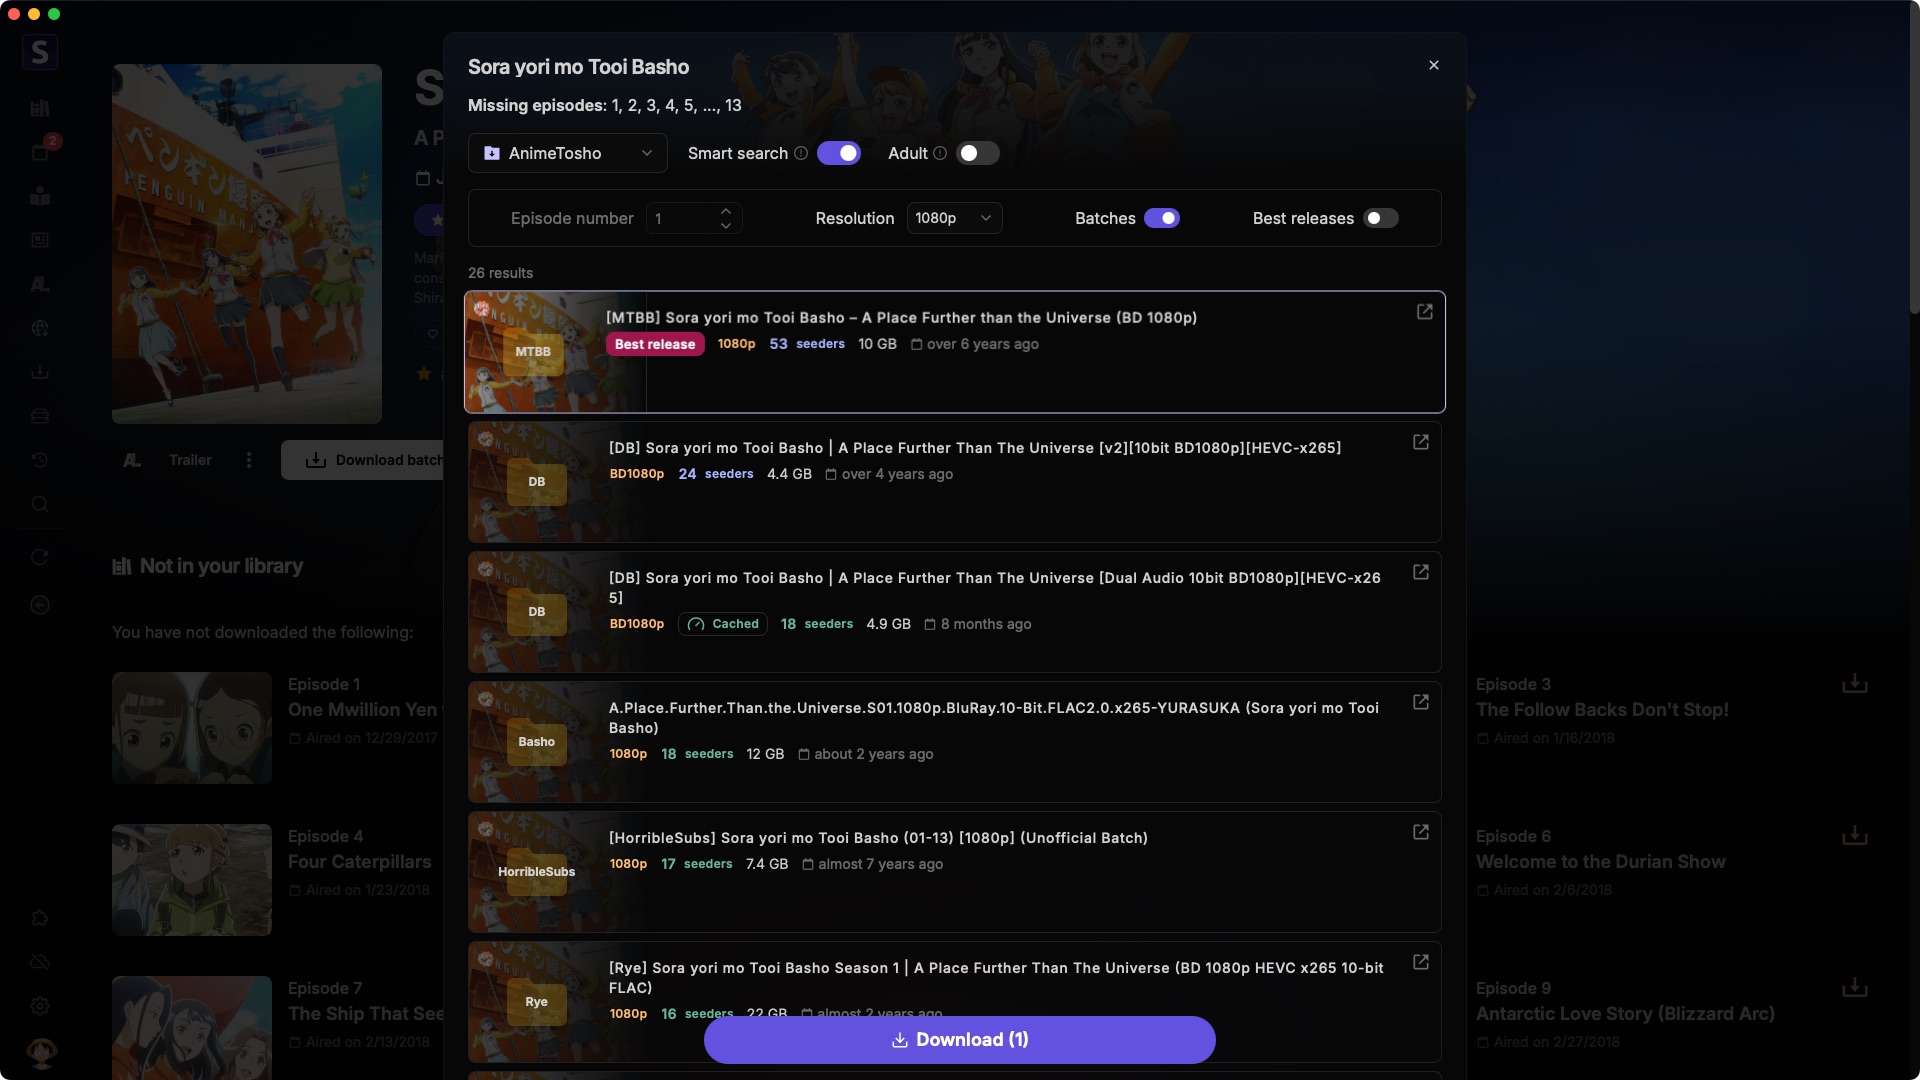 S
2
S
Sora yori mo Tooi Basho
Missing episodes: 1, 2, 3, 4, 5, ..., 13
AnimeTosho
Smart search
Adult
Episode number
1
Resolution
1080p
Batches
Best releases
26 results
MTBB
[MTBB] Sora yori mo Tooi Basho – A Place Further than the Universe (BD 1080p)
Best release 1080p 53 seeders 10 GB over 6 years ago
DB
[DB] Sora yori mo Tooi Basho | A Place Further Than The Universe [v2][10bit BD1080p][HEVC-x265]
BD1080p 24 seeders 4.4 GB over 4 years ago
DB
[DB] Sora yori mo Tooi Basho | A Place Further Than The Universe [Dual Audio 10bit BD1080p][HEVC-x26
5]
BD1080p Cached 18 seeders 4.9 GB 8 months ago
Basho
A.Place.Further.Than.the.Universe.S01.1080p.BluRay.10-Bit.FLAC2.0.x265-YURASUKA (Sora yori mo Tooi
Basho)
1080p 18 seeders 12 GB about 2 years ago
HorribleSubs
[HorribleSubs] Sora yori mo Tooi Basho (01-13) [1080p] (Unofficial Batch)
1080p 17 seeders 7.4 GB almost 7 years ago
Rye
[Rye] Sora yori mo Tooi Basho Season 1 | A Place Further Than The Universe (BD 1080p HEVC x265 10-bit
FLAC)
1080p 16 seeders 22 GB almost 2 years ago
Download (1)
A P
Mari
cons
Shira
Trailer
Download batch
Not in your library
You have not downloaded the following:
Episode 1
One Mwillion Yen
Aired on 12/29/2017
Episode 3
The Follow Backs Don't Stop!
Aired on 1/16/2018
Episode 4
Four Caterpillars
Aired on 1/23/2018
Episode 6
Welcome to the Durian Show
Aired on 2/6/2018
Episode 7
The Ship That See
Aired on 2/13/2018
Episode 9
Antarctic Love Story (Blizzard Arc)
Aired on 2/27/2018